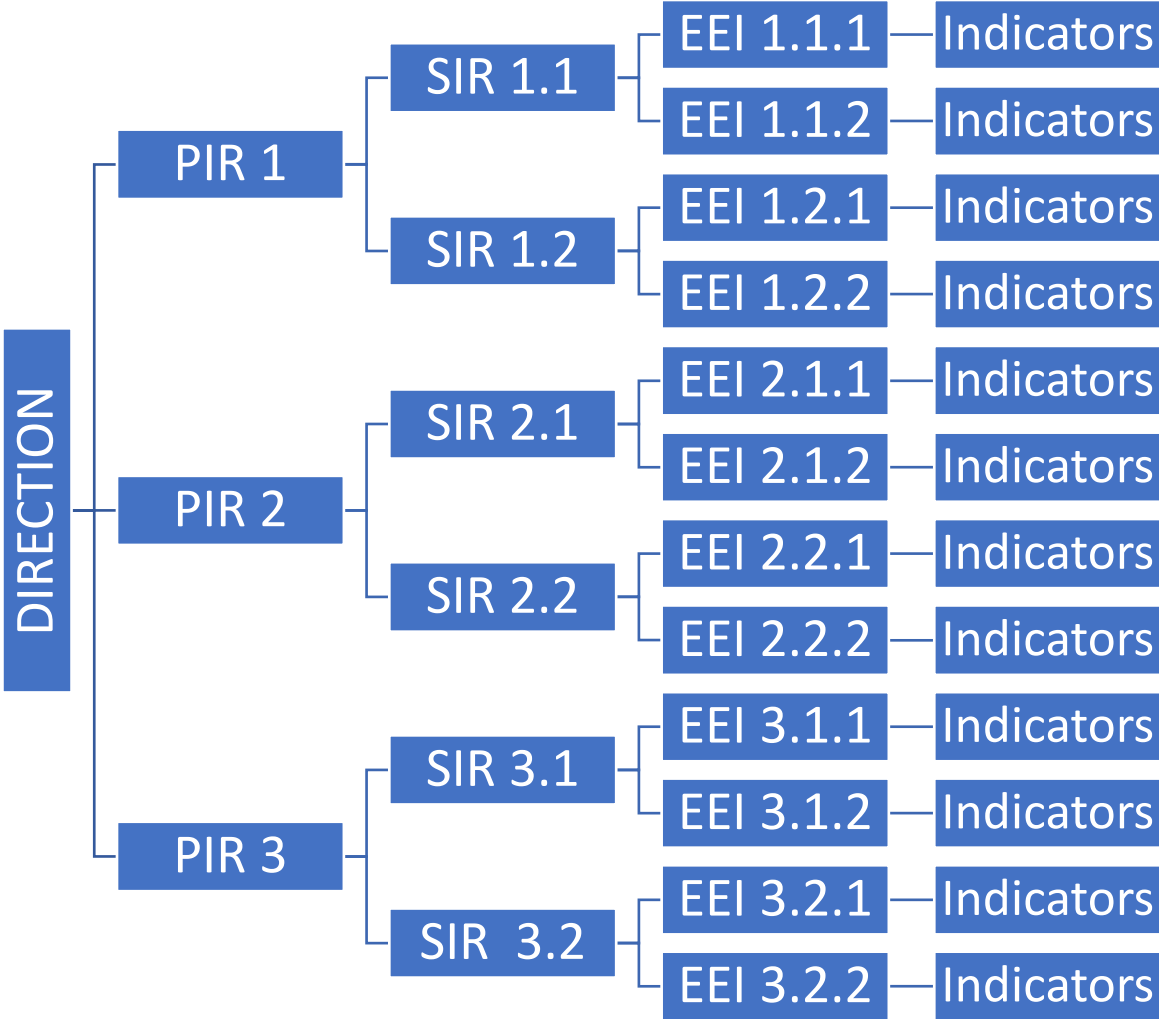 DIRECTION
PIR 1
SIR 1.1
EEI 1.1.1
Indicators
EEI 1.1.2
Indicators
SIR 1.2
EEI 1.2.1
Indicators
EEI 1.2.2
Indicators
PIR 2
SIR 2.1
EEI 2.1.1
Indicators
EEI 2.1.2
Indicators
SIR 2.2
EEI 2.2.1
Indicators
EEI 2.2.2
Indicators
PIR 3
SIR 3.1
EEI 3.1.1
Indicators
EEI 3.1.2
Indicators
SIR  3.2
EEI 3.2.1
Indicators
EEI 3.2.2
Indicators